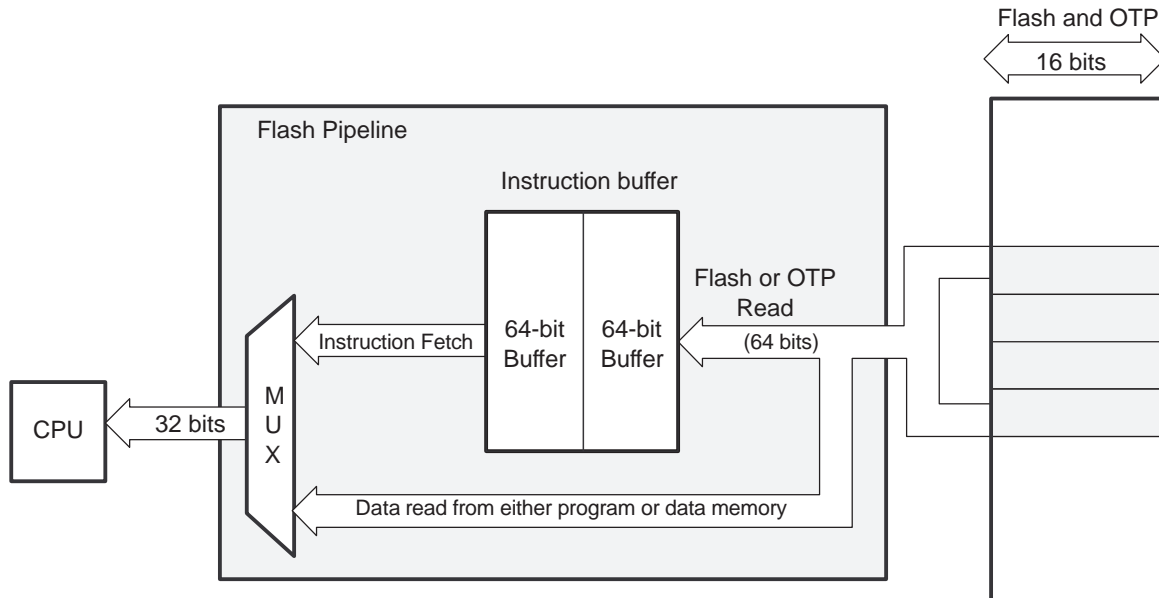 Flash and OTP
16 bits
Flash Pipeline
Instruction buffer
Flash or OTP
Read
(64 bits)
64-bit
Buffer
64-bit
Buffer
Instruction Fetch
M
U
X
CPU
32 bits
Data read from either program or data memory